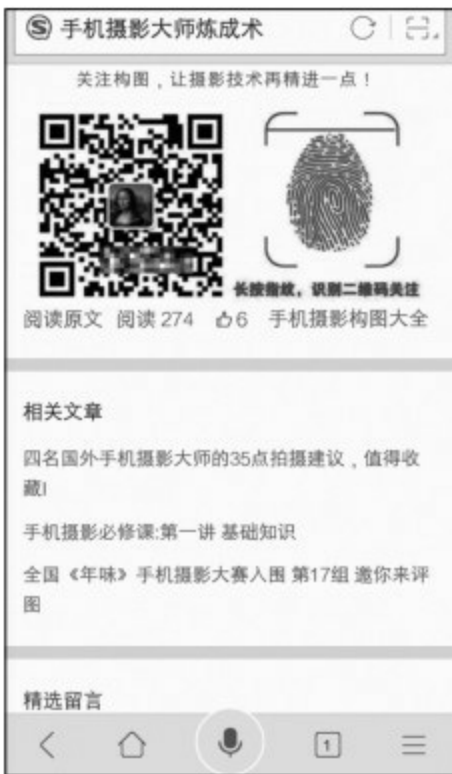 S 手机摄影大师炼成术
关注构图，让摄影技术再精进一点！
长按指纹，识别二维码关注
阅读原文 阅读 274 6 手机摄影构图大全
相关文章
四名国外手机摄影大师的35点拍摄建议，值得收
藏!
手机摄影必修课:第一讲 基础知识
全国《年味》手机摄影大赛入围 第17组 邀你来评
图
精选留言
1